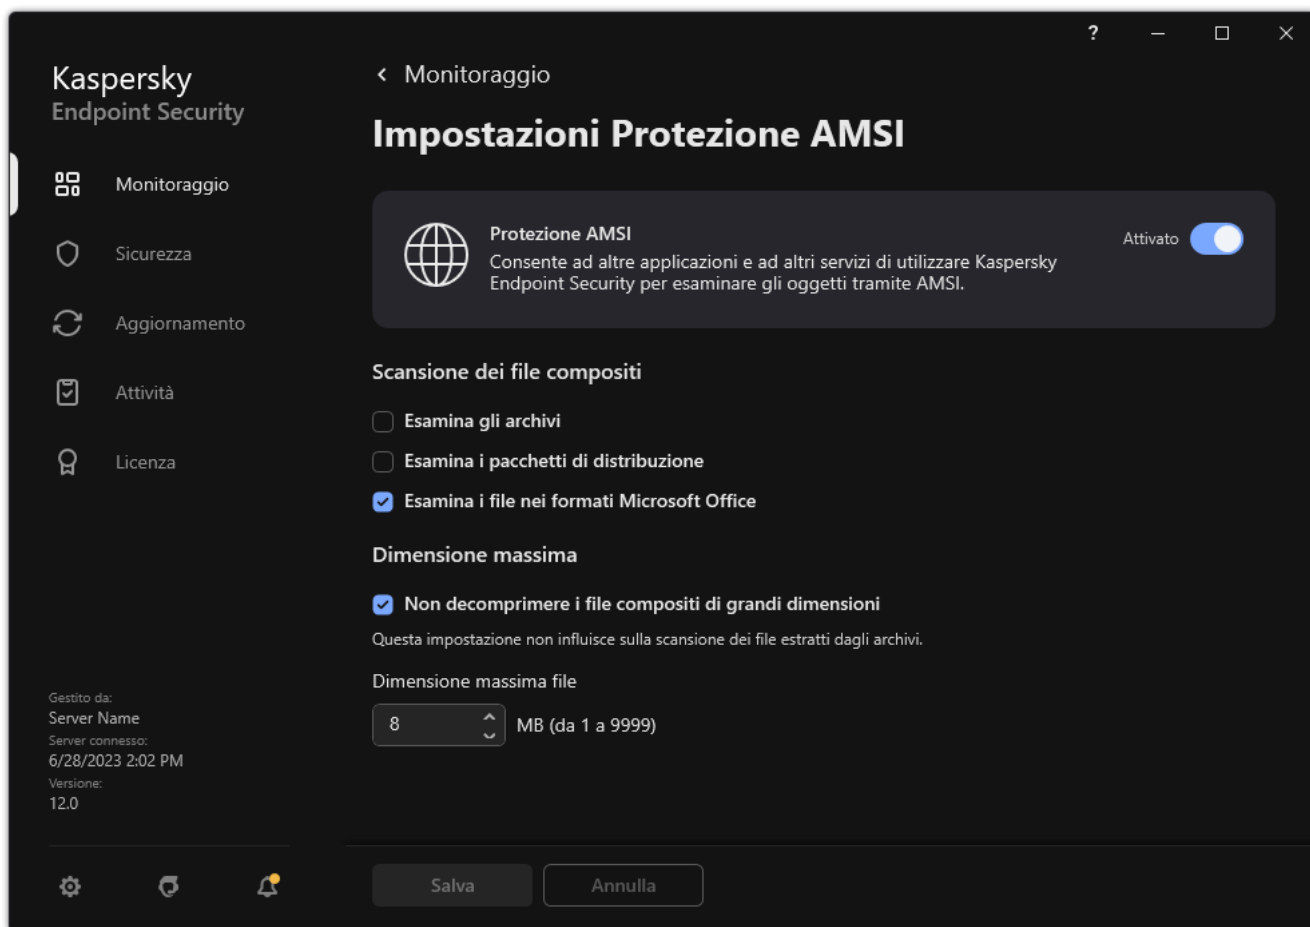 ?
Kaspersky
Endpoint Security
Monitoraggio
Sicurezza
Aggiornamento
Attività
Licenza
Gestito da:
Server Name
Server connesso:
6/28/2023 2:02 PM
Versione:
12.0
Monitoraggio
Impostazioni Protezione AMSI
Protezione AMSI
Consente ad altre applicazioni e ad altri servizi di utilizzare Kaspersky
Endpoint Security per esaminare gli oggetti tramite AMSI.
Attivato
Scansione dei file compositi
Esamina gli archivi
Esamina i pacchetti di distribuzione
Esamina i file nei formati Microsoft Office
Dimensione massima
Non decomprimere i file compositi di grandi dimensioni
Questa impostazione non influisce sulla scansione dei file estratti dagli archivi.
Dimensione massima file
8 MB (da 1 a 9999)
Salva Annulla